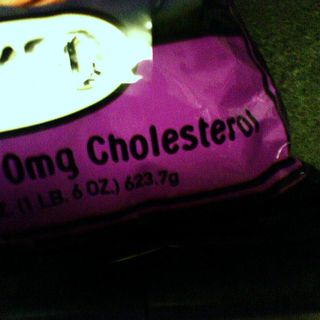 0mg Cholesterol
Z. (1 LB. 6 OZ.) 623.7g